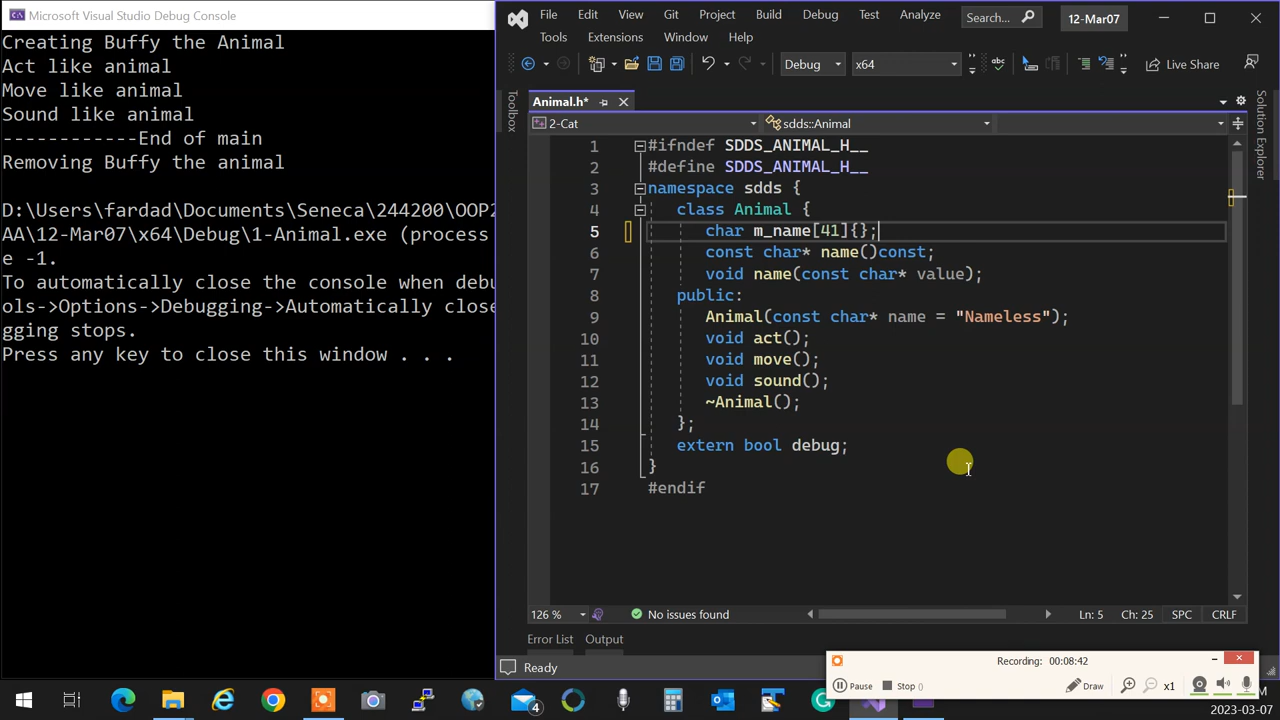 Microsoft Visual Studio Debug Console
Creating Buffy the Animal
Act like animal
Move like animal
Sound like animal
------------End of main
Removing Buffy the animal
D:\Users\fardad\Documents\Seneca\244200\OOP2
AA\12-Mar07\x64\Debug\1-Animal.exe (process
e -1.
To automatically close the console when debu
ols->Options->Debugging->Automatically close
gging stops.
Press any key to close this window . . .
File Edit View Git Project Build Debug Test Analyze Search... 12-Mar07
Tools Extensions Window Help
Debug x64 Live Share
Toolbox
Animal.h*
Solution Explorer
2-Cat sdds::Animal
1 #ifndef SDDS_ANIMAL_H__
2 #define SDDS_ANIMAL_H__
3 namespace sdds {
4 class Animal {
5 char m_name[41]{};
6 const char* name()const;
7 void name(const char* value);
8 public:
9 Animal(const char* name = "Nameless");
10 void act();
11 void move();
12 void sound();
13 ~Animal();
14 };
15 extern bool debug;
16 }
17 #endif
126 % No issues found Ln: 5 Ch: 25 SPC CRLF
Error List Output
Ready
Recording: 00:08:42
Pause Stop () Draw x1
4
M
2023-03-07